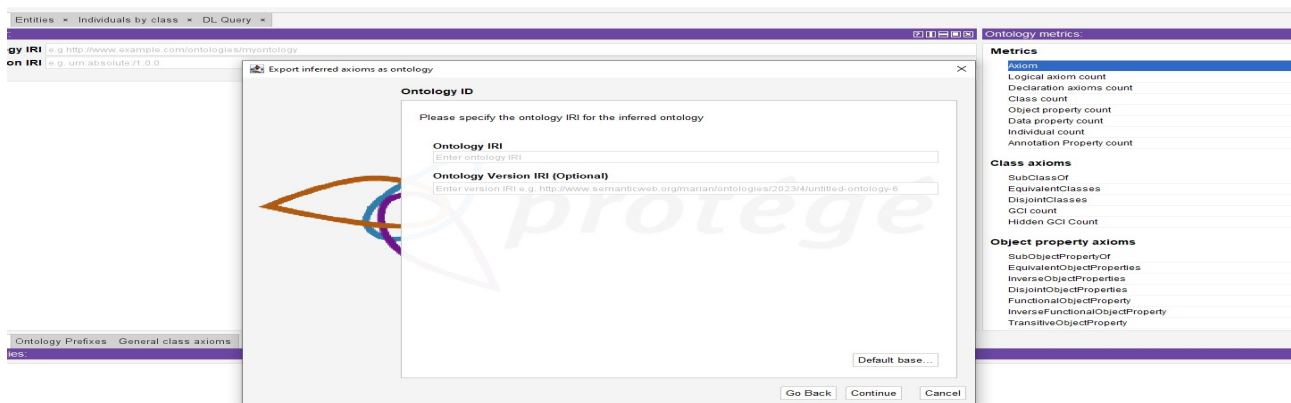 Entities × Individuals by class × DL Query ×
Ontology metrics:
gy IRI e.g http://www.example.com/ontologies/myontology
on IRI e.g. urn:absolute:/1.0.0
Metrics
Axiom
Logical axiom count
Declaration axioms count
Class count
Object property count
Data property count
Individual count
Annotation Property count
Class axioms
SubClassOf
EquivalentClasses
DisjointClasses
GCI count
Hidden GCI Count
Object property axioms
SubObjectPropertyOf
EquivalentObjectProperties
InverseObjectProperties
DisjointObjectProperties
FunctionalObjectProperty
InverseFunctionalObjectProperty
TransitiveObjectProperty
Export inferred axioms as ontology
Ontology ID
Please specify the ontology IRI for the inferred ontology
Ontology IRI
Enter ontology IRI
Ontology Version IRI (Optional)
Enter version IRI e.g. http://www.semanticweb.org/marian/ontologies/2023/4/untitled-ontology-6
protégé
Default base...
Go Back Continue Cancel
Ontology Prefixes General class axioms
ies: